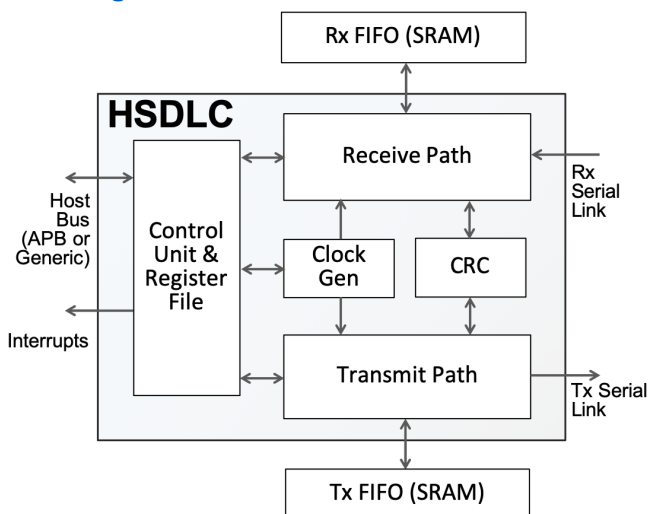 Rx FIFO (SRAM)
HSDLC
Receive Path
Rx
Serial
Link
Host
Bus
(APB or
Generic)
Control
Unit &
Register
File
Clock
Gen
CRC
Interrupts
Transmit Path
Tx Serial
Link
Tx FIFO (SRAM)